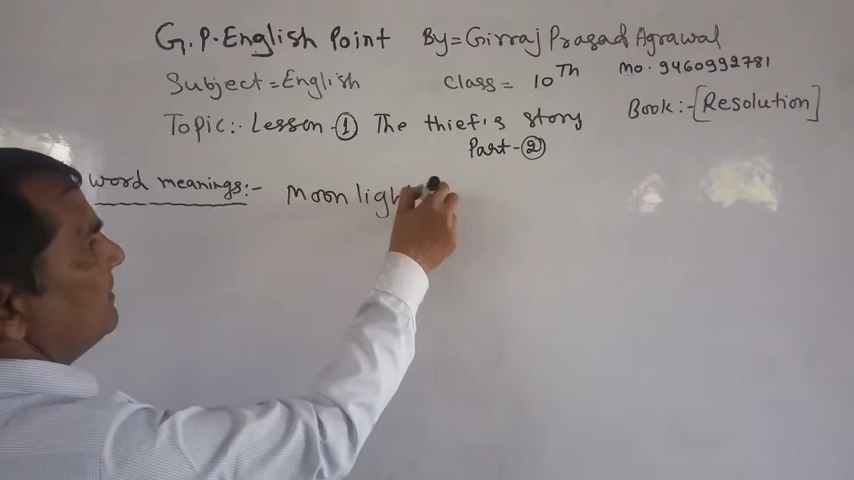 G.P.English Point By=Girraj Prasad Agrawal
Subject=English Class= 10Th Mo. 9460992781
Topic:- Lesson-1 The thief's story Book:-[Resolution]
Part-2
word meanings:- Moon ligh